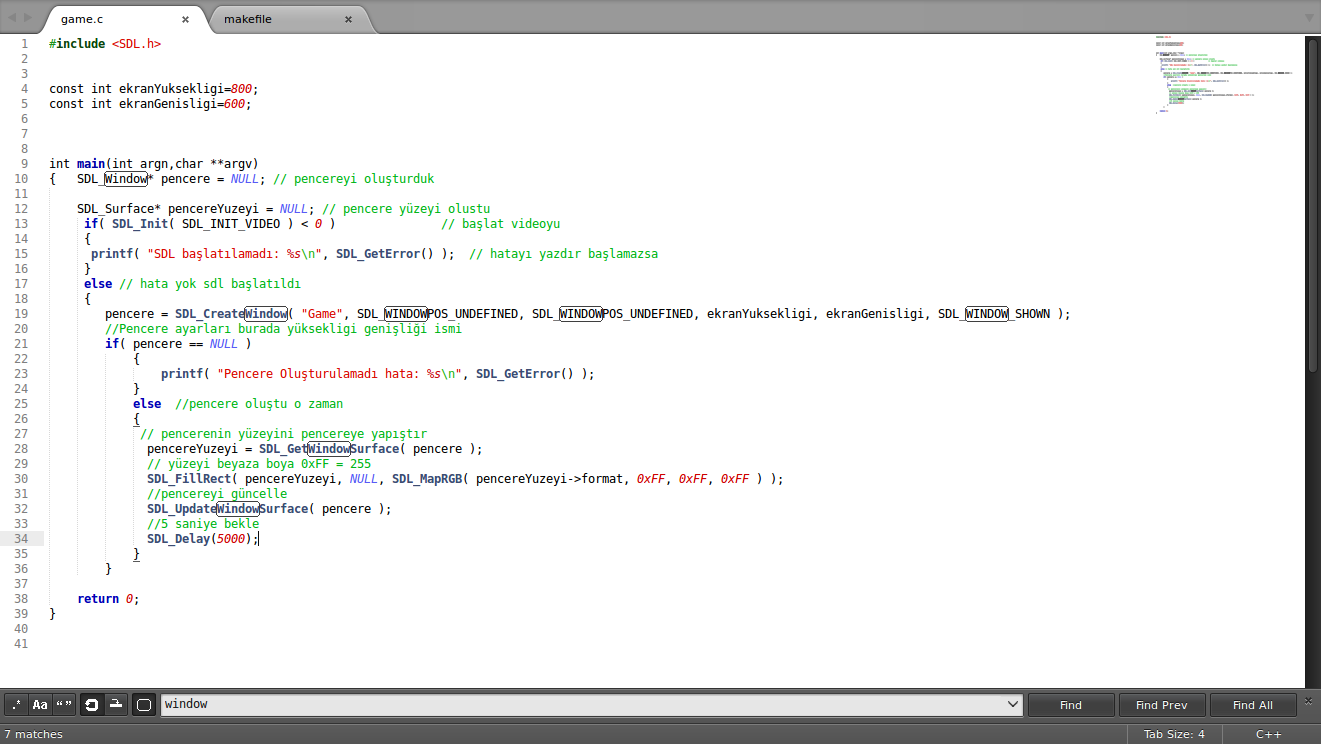 game.c
makefile
1 #include <SDL.h>
2
3
4 const int ekranYuksekligi=800;
5 const int ekranGenisligi=600;
6
7
8
9 int main(int argn,char **argv)
10 {   SDL_Window* pencere = NULL; // pencereyi oluşturduk
11
12     SDL_Surface* pencereYuzeyi = NULL; // pencere yüzeyi olustu
13      if( SDL_Init( SDL_INIT_VIDEO ) < 0 )               // başlat videoyu
14      {
15       printf( "SDL başlatılamadı: %s\n", SDL_GetError() );  // hatayı yazdır başlamazsa
16      }
17      else // hata yok sdl başlatıldı
18      {
19         pencere = SDL_CreateWindow( "Game", SDL_WINDOWPOS_UNDEFINED, SDL_WINDOWPOS_UNDEFINED, ekranYuksekligi, ekranGenisligi, SDL_WINDOW_SHOWN );
20         //Pencere ayarları burada yüksekligi genişliği ismi
21         if( pencere == NULL )
22             {
23                 printf( "Pencere Oluşturulamadı hata: %s\n", SDL_GetError() );
24             }
25             else  //pencere oluştu o zaman
26             {
27              // pencerenin yüzeyini pencereye yapıştır
28               pencereYuzeyi = SDL_GetWindowSurface( pencere );
29               // yüzeyi beyaza boya 0xFF = 255
30               SDL_FillRect( pencereYuzeyi, NULL, SDL_MapRGB( pencereYuzeyi->format, 0xFF, 0xFF, 0xFF ) );
31               //pencereyi güncelle
32               SDL_UpdateWindowSurface( pencere );
33               //5 saniye bekle
34               SDL_Delay(5000);
35             }
36         }
37
38     return 0;
39 }
40
41
.* Aa “” window Find Find Prev Find All
7 matches Tab Size: 4 C++